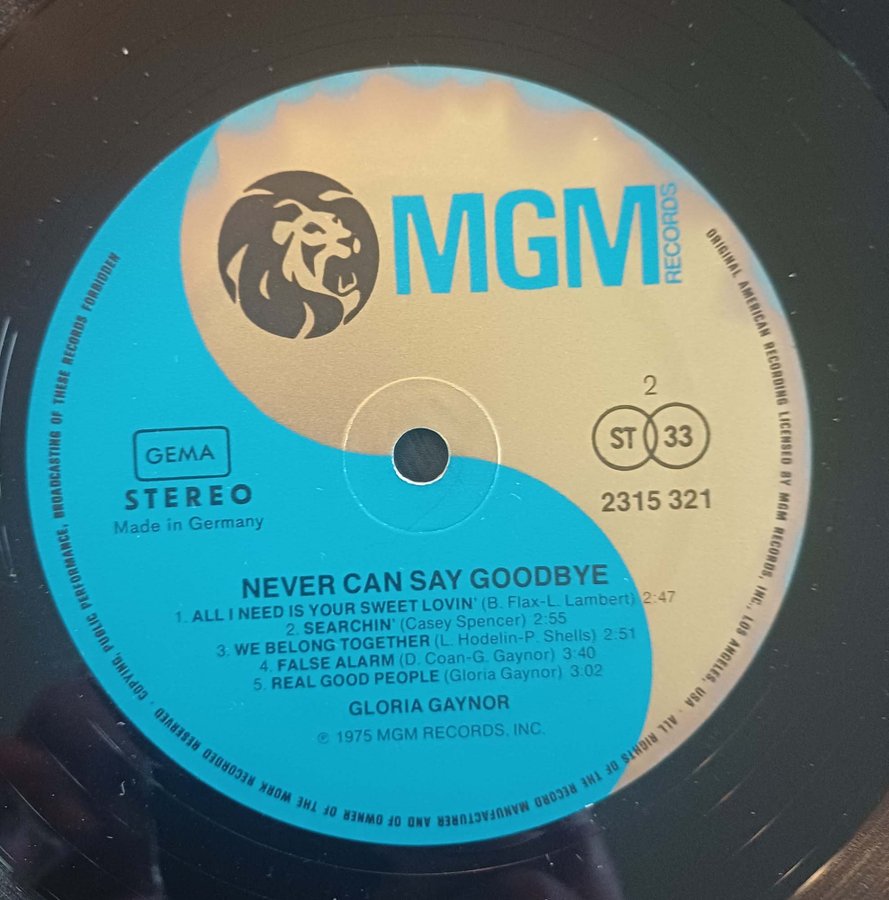 MGM
RECORDS
2
ST 33
2315 321
GEMA
STEREO
Made in Germany
NEVER CAN SAY GOODBYE
1. ALL I NEED IS YOUR SWEET LOVIN' (B. Flax-L. Lambert) 2:47
2. SEARCHIN' (Casey Spencer) 2:55
3. WE BELONG TOGETHER (L. Hodelin-P. Shells) 2:51
4. FALSE ALARM (D. Coan-G. Gaynor) 3:40
5. REAL GOOD PEOPLE (Gloria Gaynor) 3:02
GLORIA GAYNOR
℗ 1975 MGM RECORDS, INC.
ORIGINAL AMERICAN RECORDING LICENSED BY MGM RECORDS, INC., LOS ANGELES, USA · ALL RIGHTS OF THE RECORD MANUFACTURER AND OF OWNER OF THE WORK RECORDED RESERVED · COPYING, PUBLIC PERFORMANCE, BROADCASTING OF THESE RECORDS FORBIDDEN